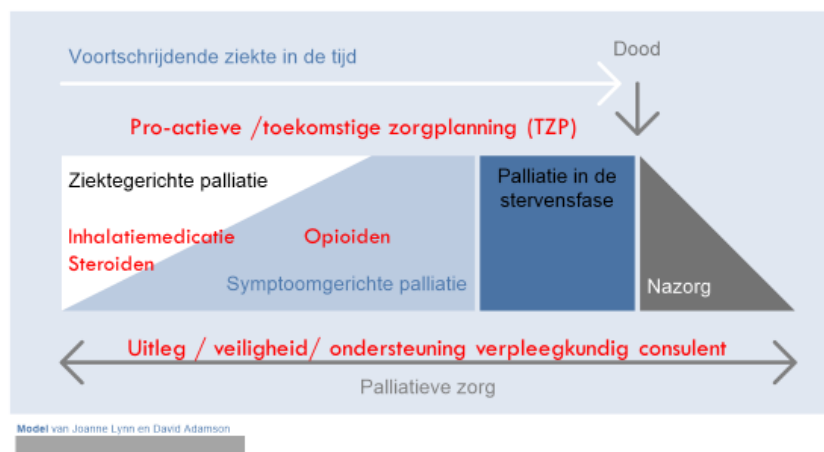 Voortschrijdende ziekte in de tijd
Dood
Pro-actieve /toekomstige zorgplanning (TZP)
Ziektegerichte palliatie
Palliatie in de
stervensfase
Inhalatiemedicatie
Opioiden
Steroiden
Symptoomgerichte palliatie
Nazorg
Uitleg / veiligheid/ ondersteuning verpleegkundig consulent
Palliatieve zorg
Model van Joanne Lynn en David Adamson